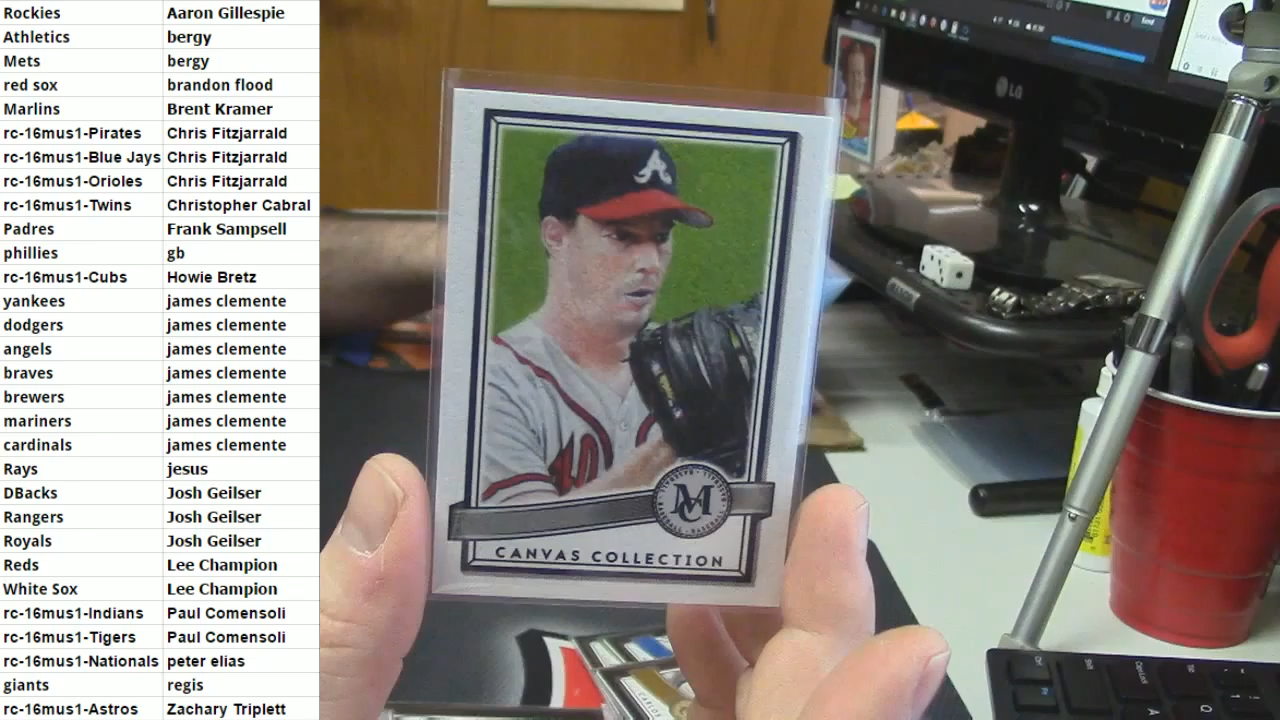 Rockies Aaron Gillespie
Athletics bergy
Mets bergy
red sox brandon flood
Marlins Brent Kramer
rc-16mus1-Pirates Chris Fitzjarrald
rc-16mus1-Blue Jays Chris Fitzjarrald
rc-16mus1-Orioles Chris Fitzjarrald
rc-16mus1-Twins Christopher Cabral
Padres Frank Sampsell
phillies gb
rc-16mus1-Cubs Howie Bretz
yankees james clemente
dodgers james clemente
angels james clemente
braves james clemente
brewers james clemente
mariners james clemente
cardinals james clemente
Rays jesus
DBacks Josh Geilser
Rangers Josh Geilser
Royals Josh Geilser
Reds Lee Champion
White Sox Lee Champion
rc-16mus1-Indians Paul Comensoli
rc-16mus1-Tigers Paul Comensoli
rc-16mus1-Nationals peter elias
giants regis
rc-16mus1-Astros Zachary Triplett
LG
A
MC
CANVAS COLLECTION